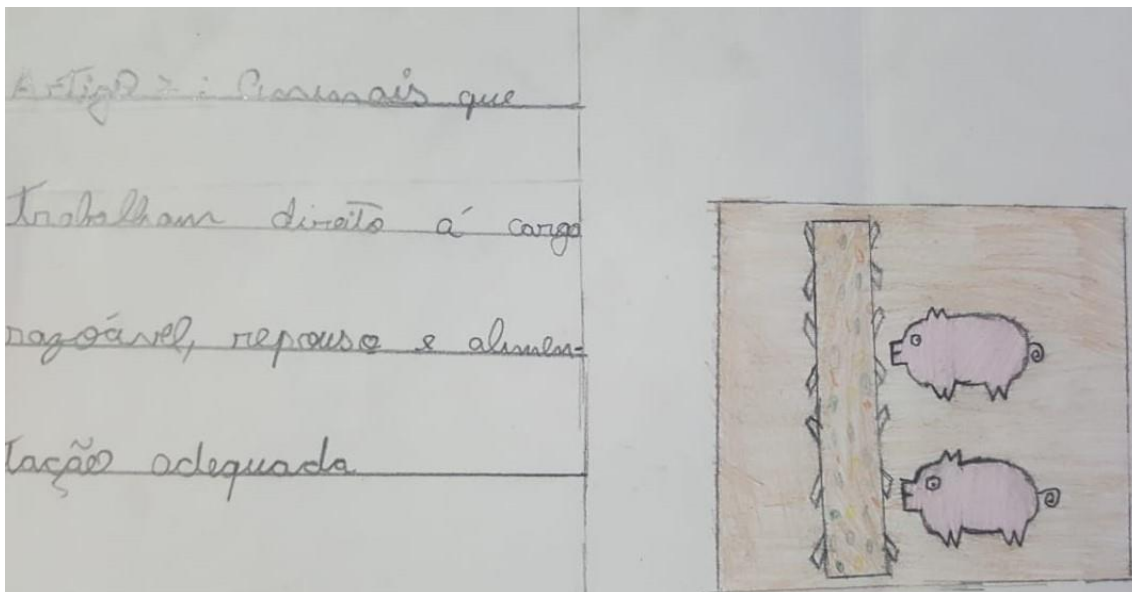 Artigo 7: Animais que
trabalham direito á carga
razoável, repouso e alimen-
tação adequada